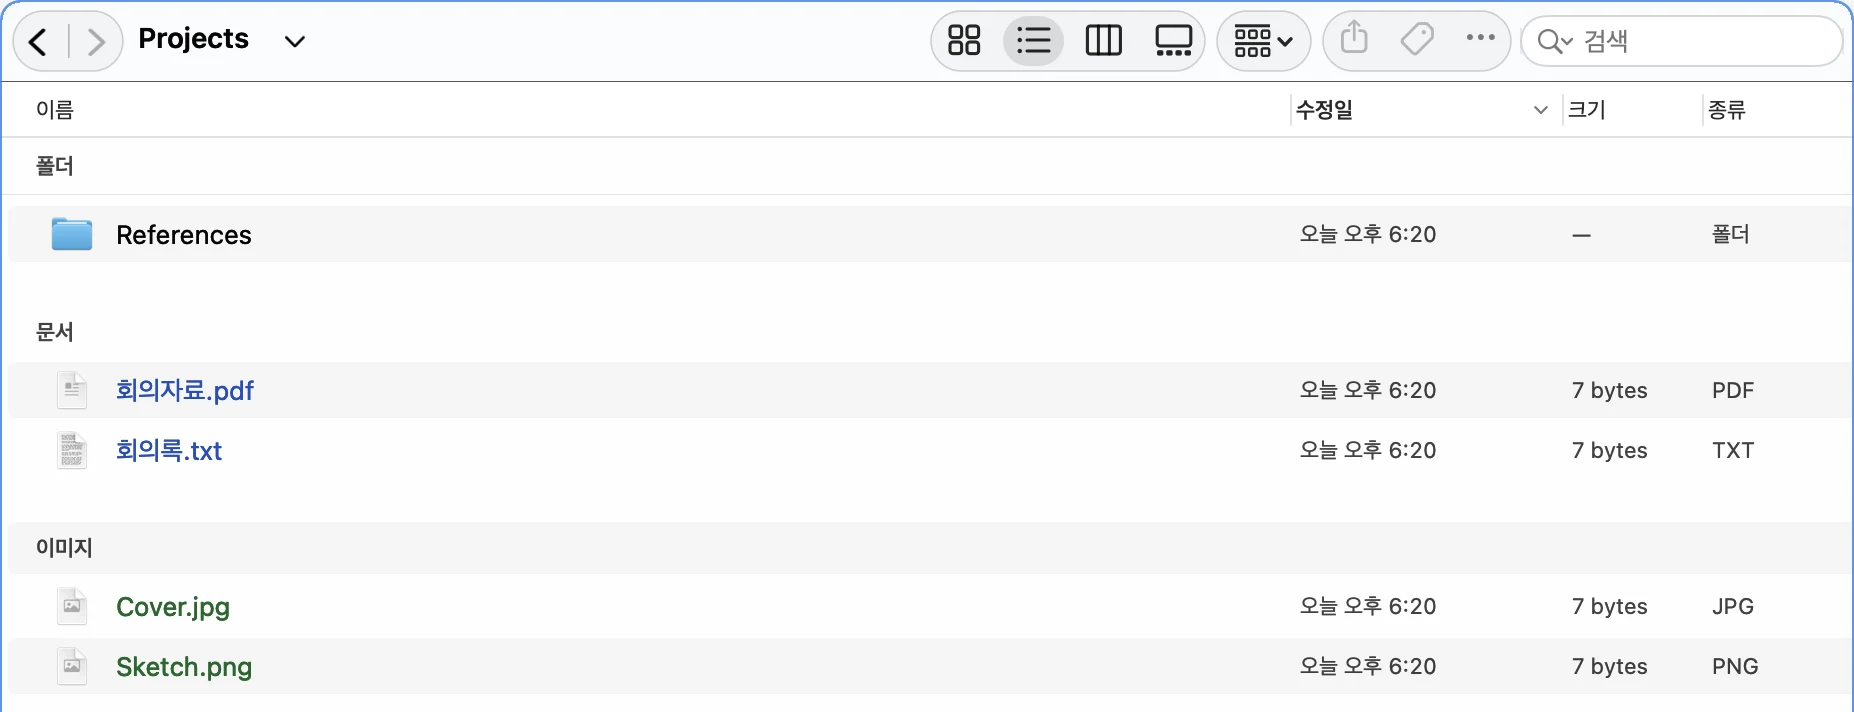 Projects
검색
이름 수정일 크기 종류
폴더
References 오늘 오후 6:20 — 폴더
문서
회의자료.pdf 오늘 오후 6:20 7 bytes PDF
회의록.txt 오늘 오후 6:20 7 bytes TXT
이미지
Cover.jpg 오늘 오후 6:20 7 bytes JPG
Sketch.png 오늘 오후 6:20 7 bytes PNG